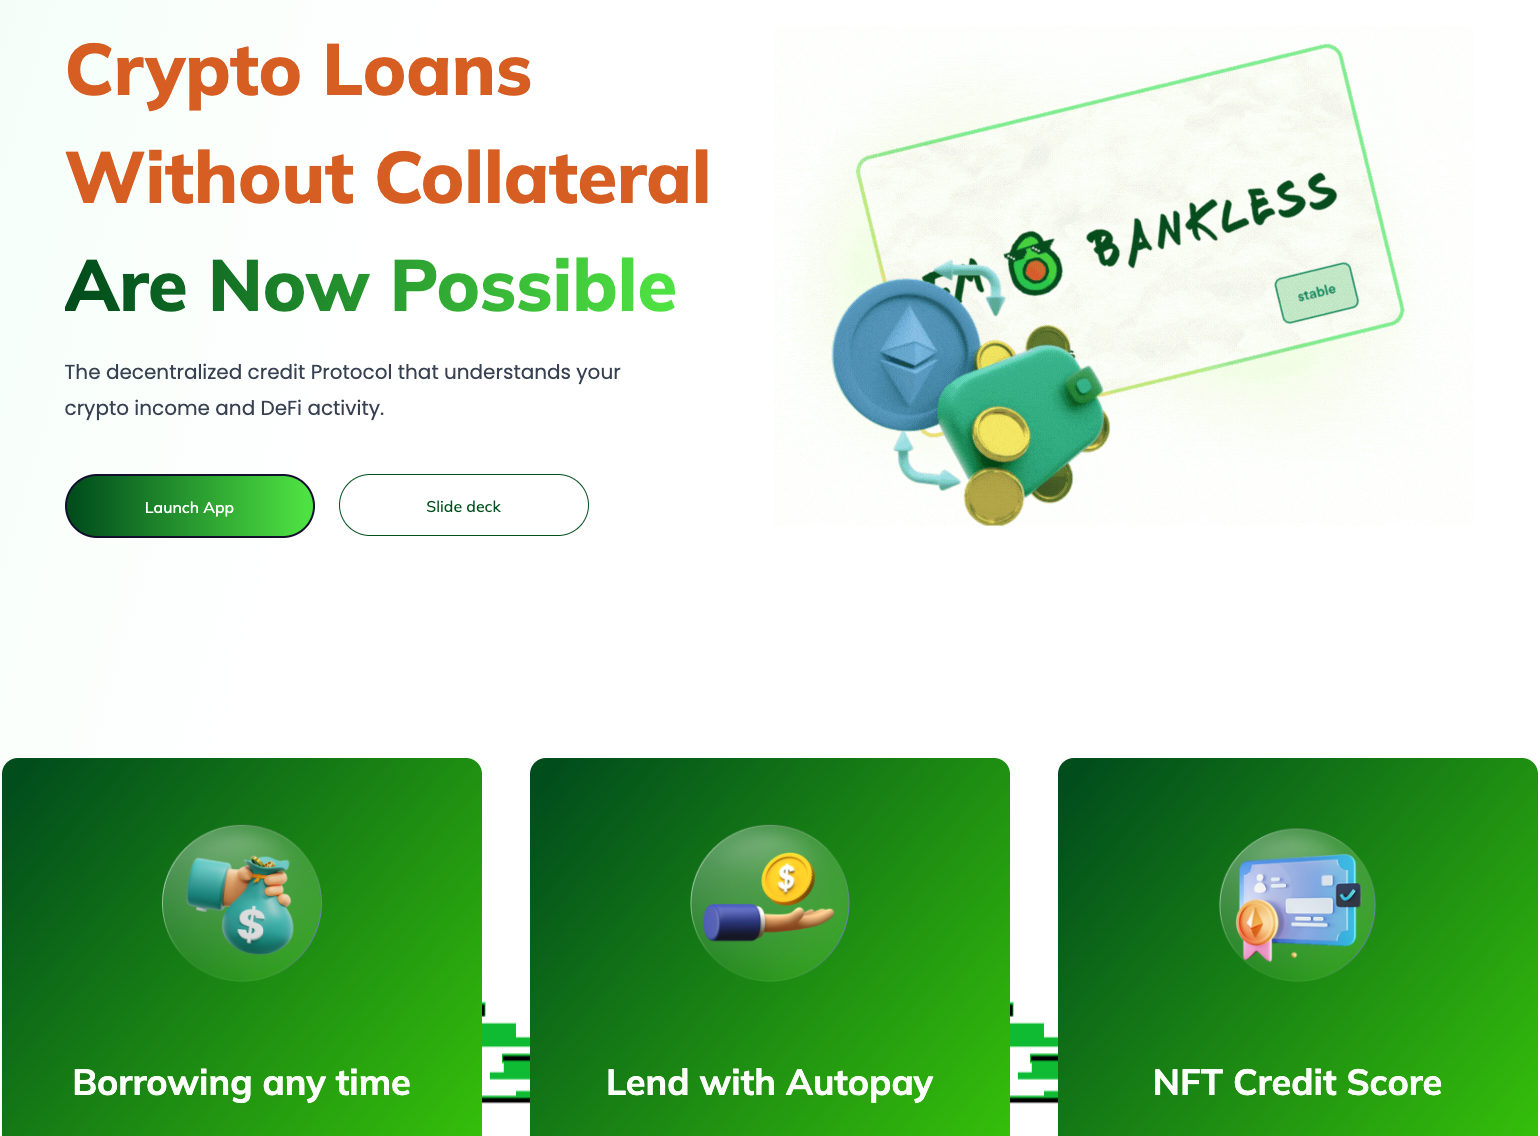 Crypto Loans
Without Collateral
Are Now Possible
The decentralized credit Protocol that understands your
crypto income and DeFi activity.
Launch App
Slide deck
BANKLESS
stable
Borrowing any time
Lend with Autopay
NFT Credit Score